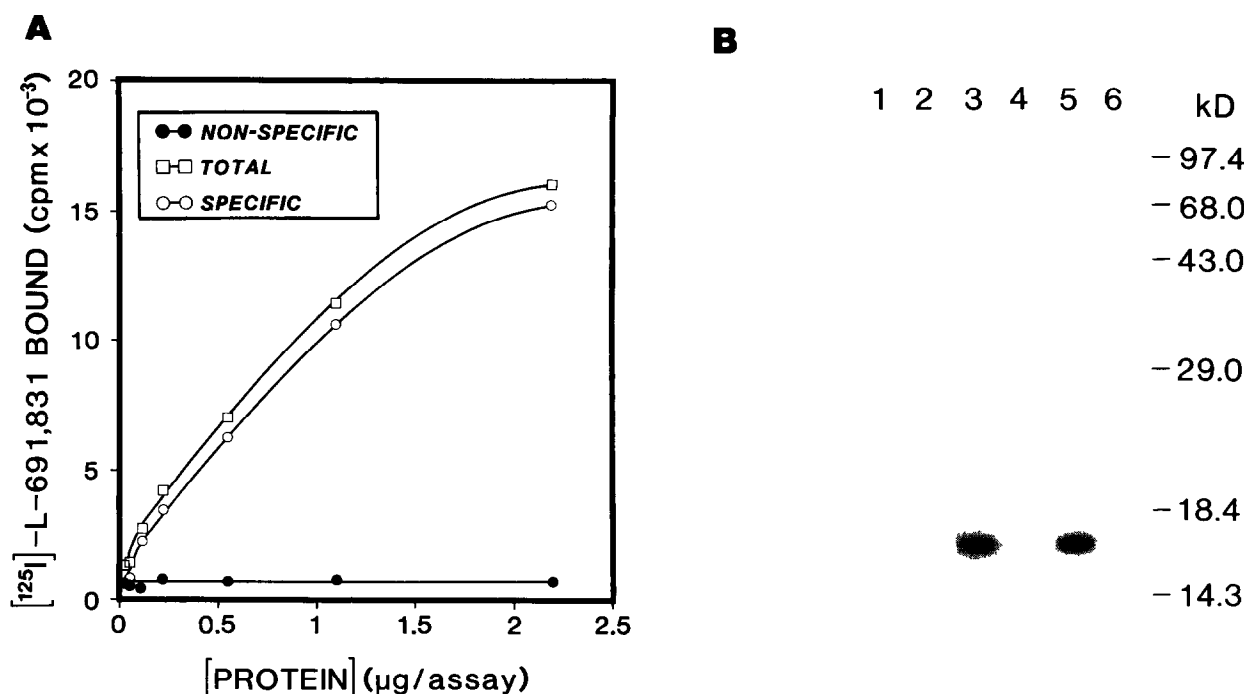 A
[¹²⁵I]-L-691,831 BOUND (cpm x 10⁻³)
20
15
10
5
0
NON-SPECIFIC
TOTAL
SPECIFIC
0 0.5 1 1.5 2 2.5
[PROTEIN] (µg/assay)
B
1 2 3 4 5 6 kD
-97.4
-68.0
-43.0
-29.0
-18.4
-14.3